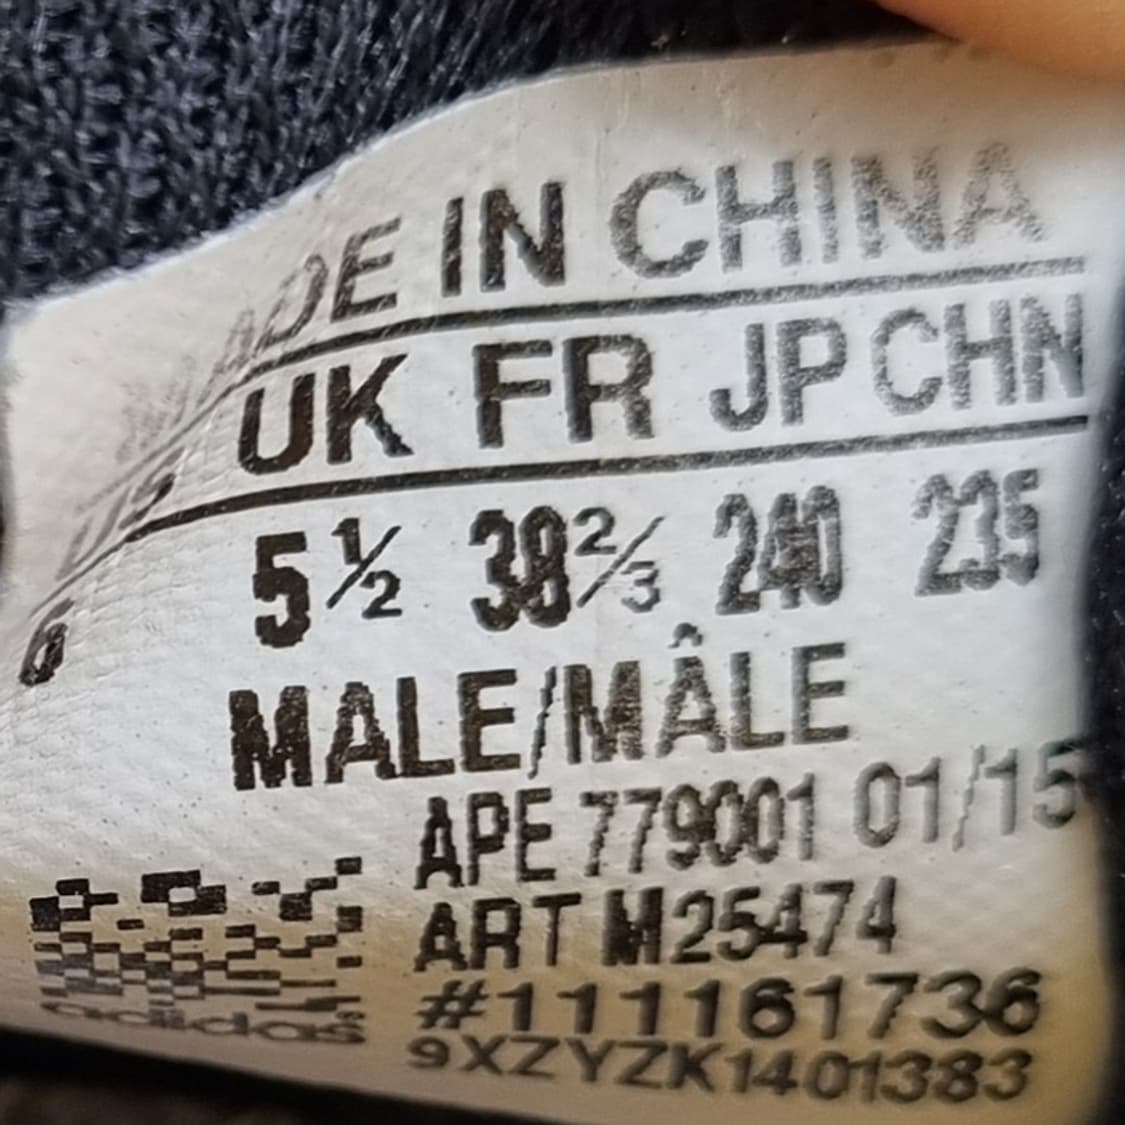 MADE IN CHINA
US UK FR JP CHN
6 5½ 38⅔ 240 235
MALE/MÂLE
APE 779001 01/15
ART M25474
#111161736
adidas
9XZYZK1401383